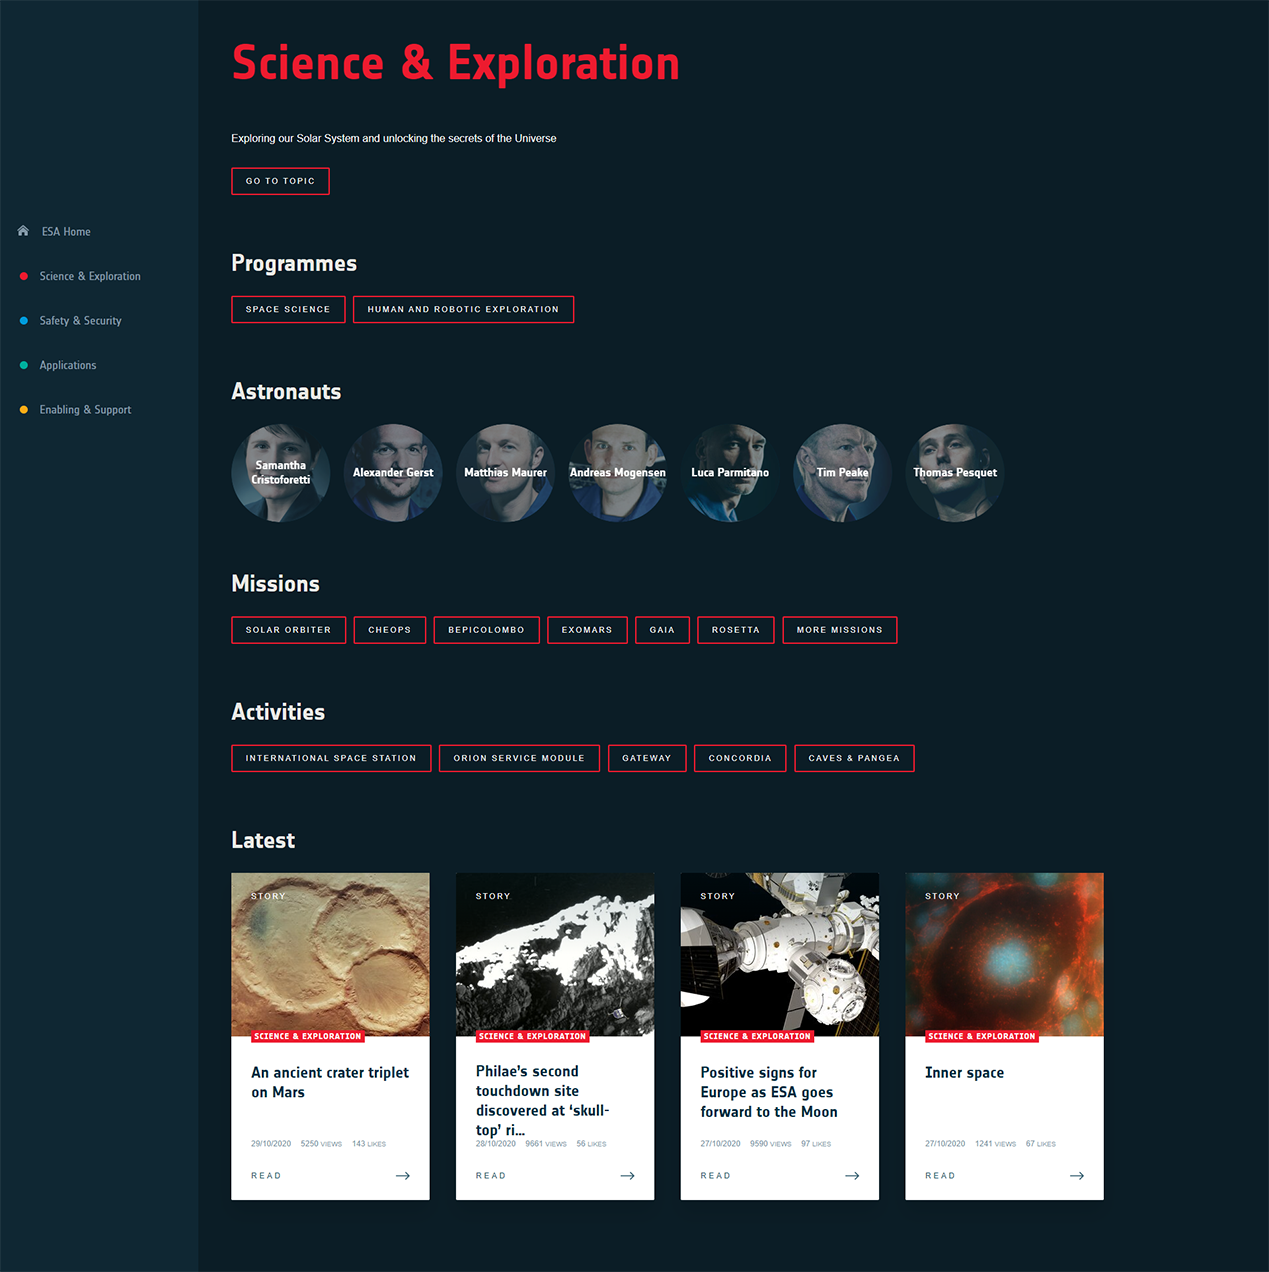 Science & Exploration
Exploring our Solar System and unlocking the secrets of the Universe
GO TO TOPIC
ESA Home
Science & Exploration
Safety & Security
Applications
Enabling & Support
Programmes
SPACE SCIENCE
HUMAN AND ROBOTIC EXPLORATION
Astronauts
Samantha
Cristoforetti
Alexander Gerst
Matthias Maurer
Andreas Mogensen
Luca Parmitano
Tim Peake
Thomas Pesquet
Missions
SOLAR ORBITER
CHEOPS
BEPICOLOMBO
EXOMARS
GAIA
ROSETTA
MORE MISSIONS
Activities
INTERNATIONAL SPACE STATION
ORION SERVICE MODULE
GATEWAY
CONCORDIA
CAVES & PANGEA
Latest
STORY
SCIENCE & EXPLORATION
An ancient crater triplet
on Mars
29/10/2020 5250 VIEWS 143 LIKES
READ
STORY
SCIENCE & EXPLORATION
Philae's second
touchdown site
discovered at ‘skull-
top’ ri...
28/10/2020 9661 VIEWS 56 LIKES
READ
STORY
SCIENCE & EXPLORATION
Positive signs for
Europe as ESA goes
forward to the Moon
27/10/2020 9590 VIEWS 97 LIKES
READ
STORY
SCIENCE & EXPLORATION
Inner space
27/10/2020 1241 VIEWS 67 LIKES
READ